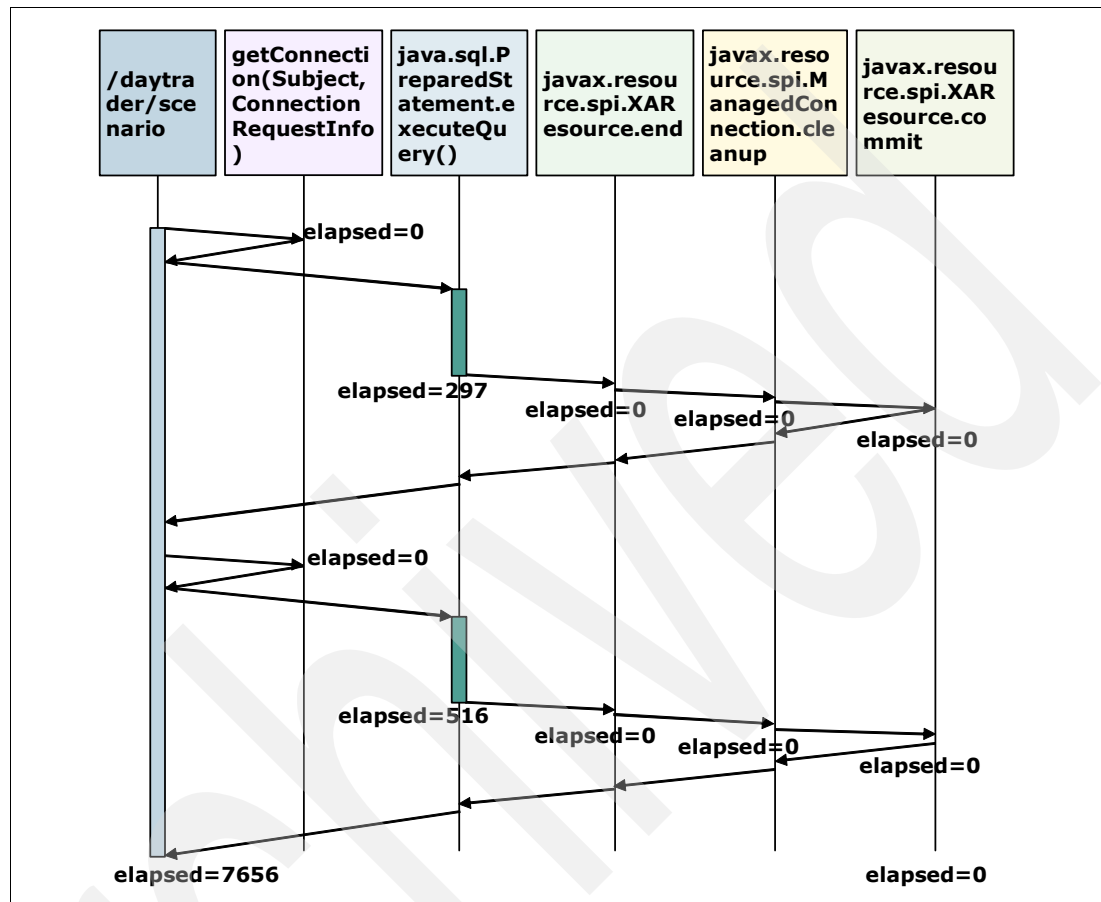 /daytra
der/sce
nario
getConnecti
on(Subject,
Connection
RequestInfo
)
java.sql.P
reparedSt
atement.e
xecuteQu
ery()
javax.resou
rce.spi.XAR
esource.end
javax.reso
urce.spi.M
anagedCon
nection.cle
anup
javax.resou
rce.spi.XAR
esource.co
mmit
elapsed=0
elapsed=297
elapsed=0
elapsed=0
elapsed=0
elapsed=0
elapsed=516
elapsed=0
elapsed=0
elapsed=0
elapsed=7656
elapsed=0